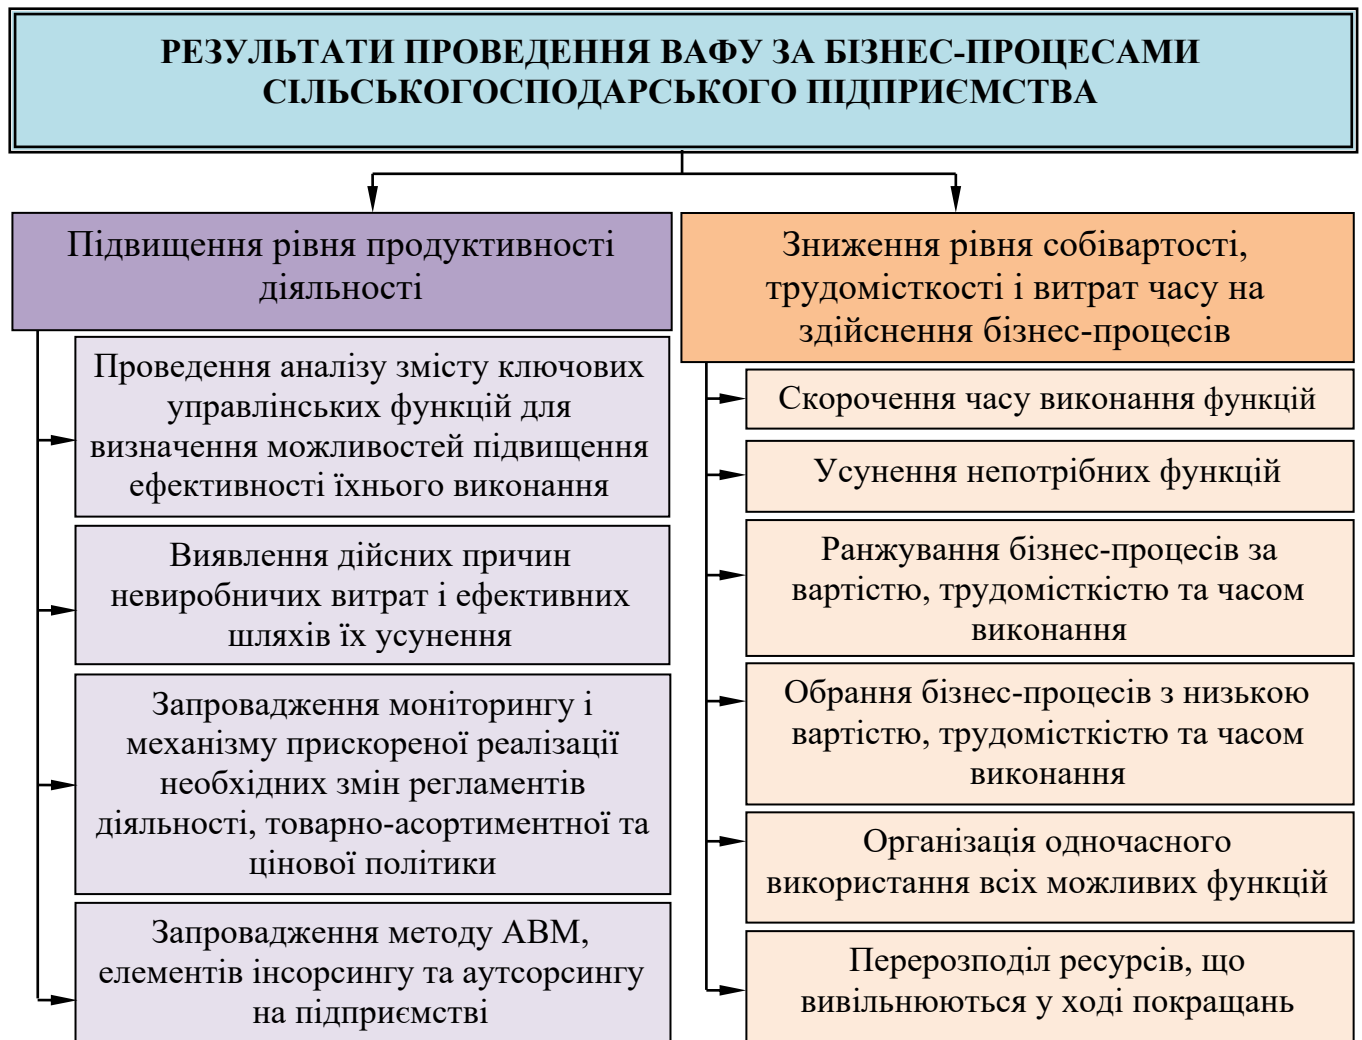 РЕЗУЛЬТАТИ ПРОВЕДЕННЯ ВАФУ ЗА БІЗНЕС-ПРОЦЕСАМИ
СІЛЬСЬКОГОСПОДАРСЬКОГО ПІДПРИЄМСТВА
Підвищення рівня продуктивності
діяльності
Проведення аналізу змісту ключових
управлінських функцій для
визначення можливостей підвищення
ефективності їхнього виконання
Виявлення дійсних причин
невиробничих витрат і ефективних
шляхів їх усунення
Запровадження моніторингу і
механізму прискореної реалізації
необхідних змін регламентів
діяльності, товарно-асортиментної та
цінової політики
Запровадження методу АВМ,
елементів інсорсингу та аутсорсингу
на підприємстві
Зниження рівня собівартості,
трудомісткості і витрат часу на
здійснення бізнес-процесів
Скорочення часу виконання функцій
Усунення непотрібних функцій
Ранжування бізнес-процесів за
вартістю, трудомісткістю та часом
виконання
Обрання бізнес-процесів з низькою
вартістю, трудомісткістю та часом
виконання
Організація одночасного
використання всіх можливих функцій
Перерозподіл ресурсів, що
вивільнюються у ході покращань